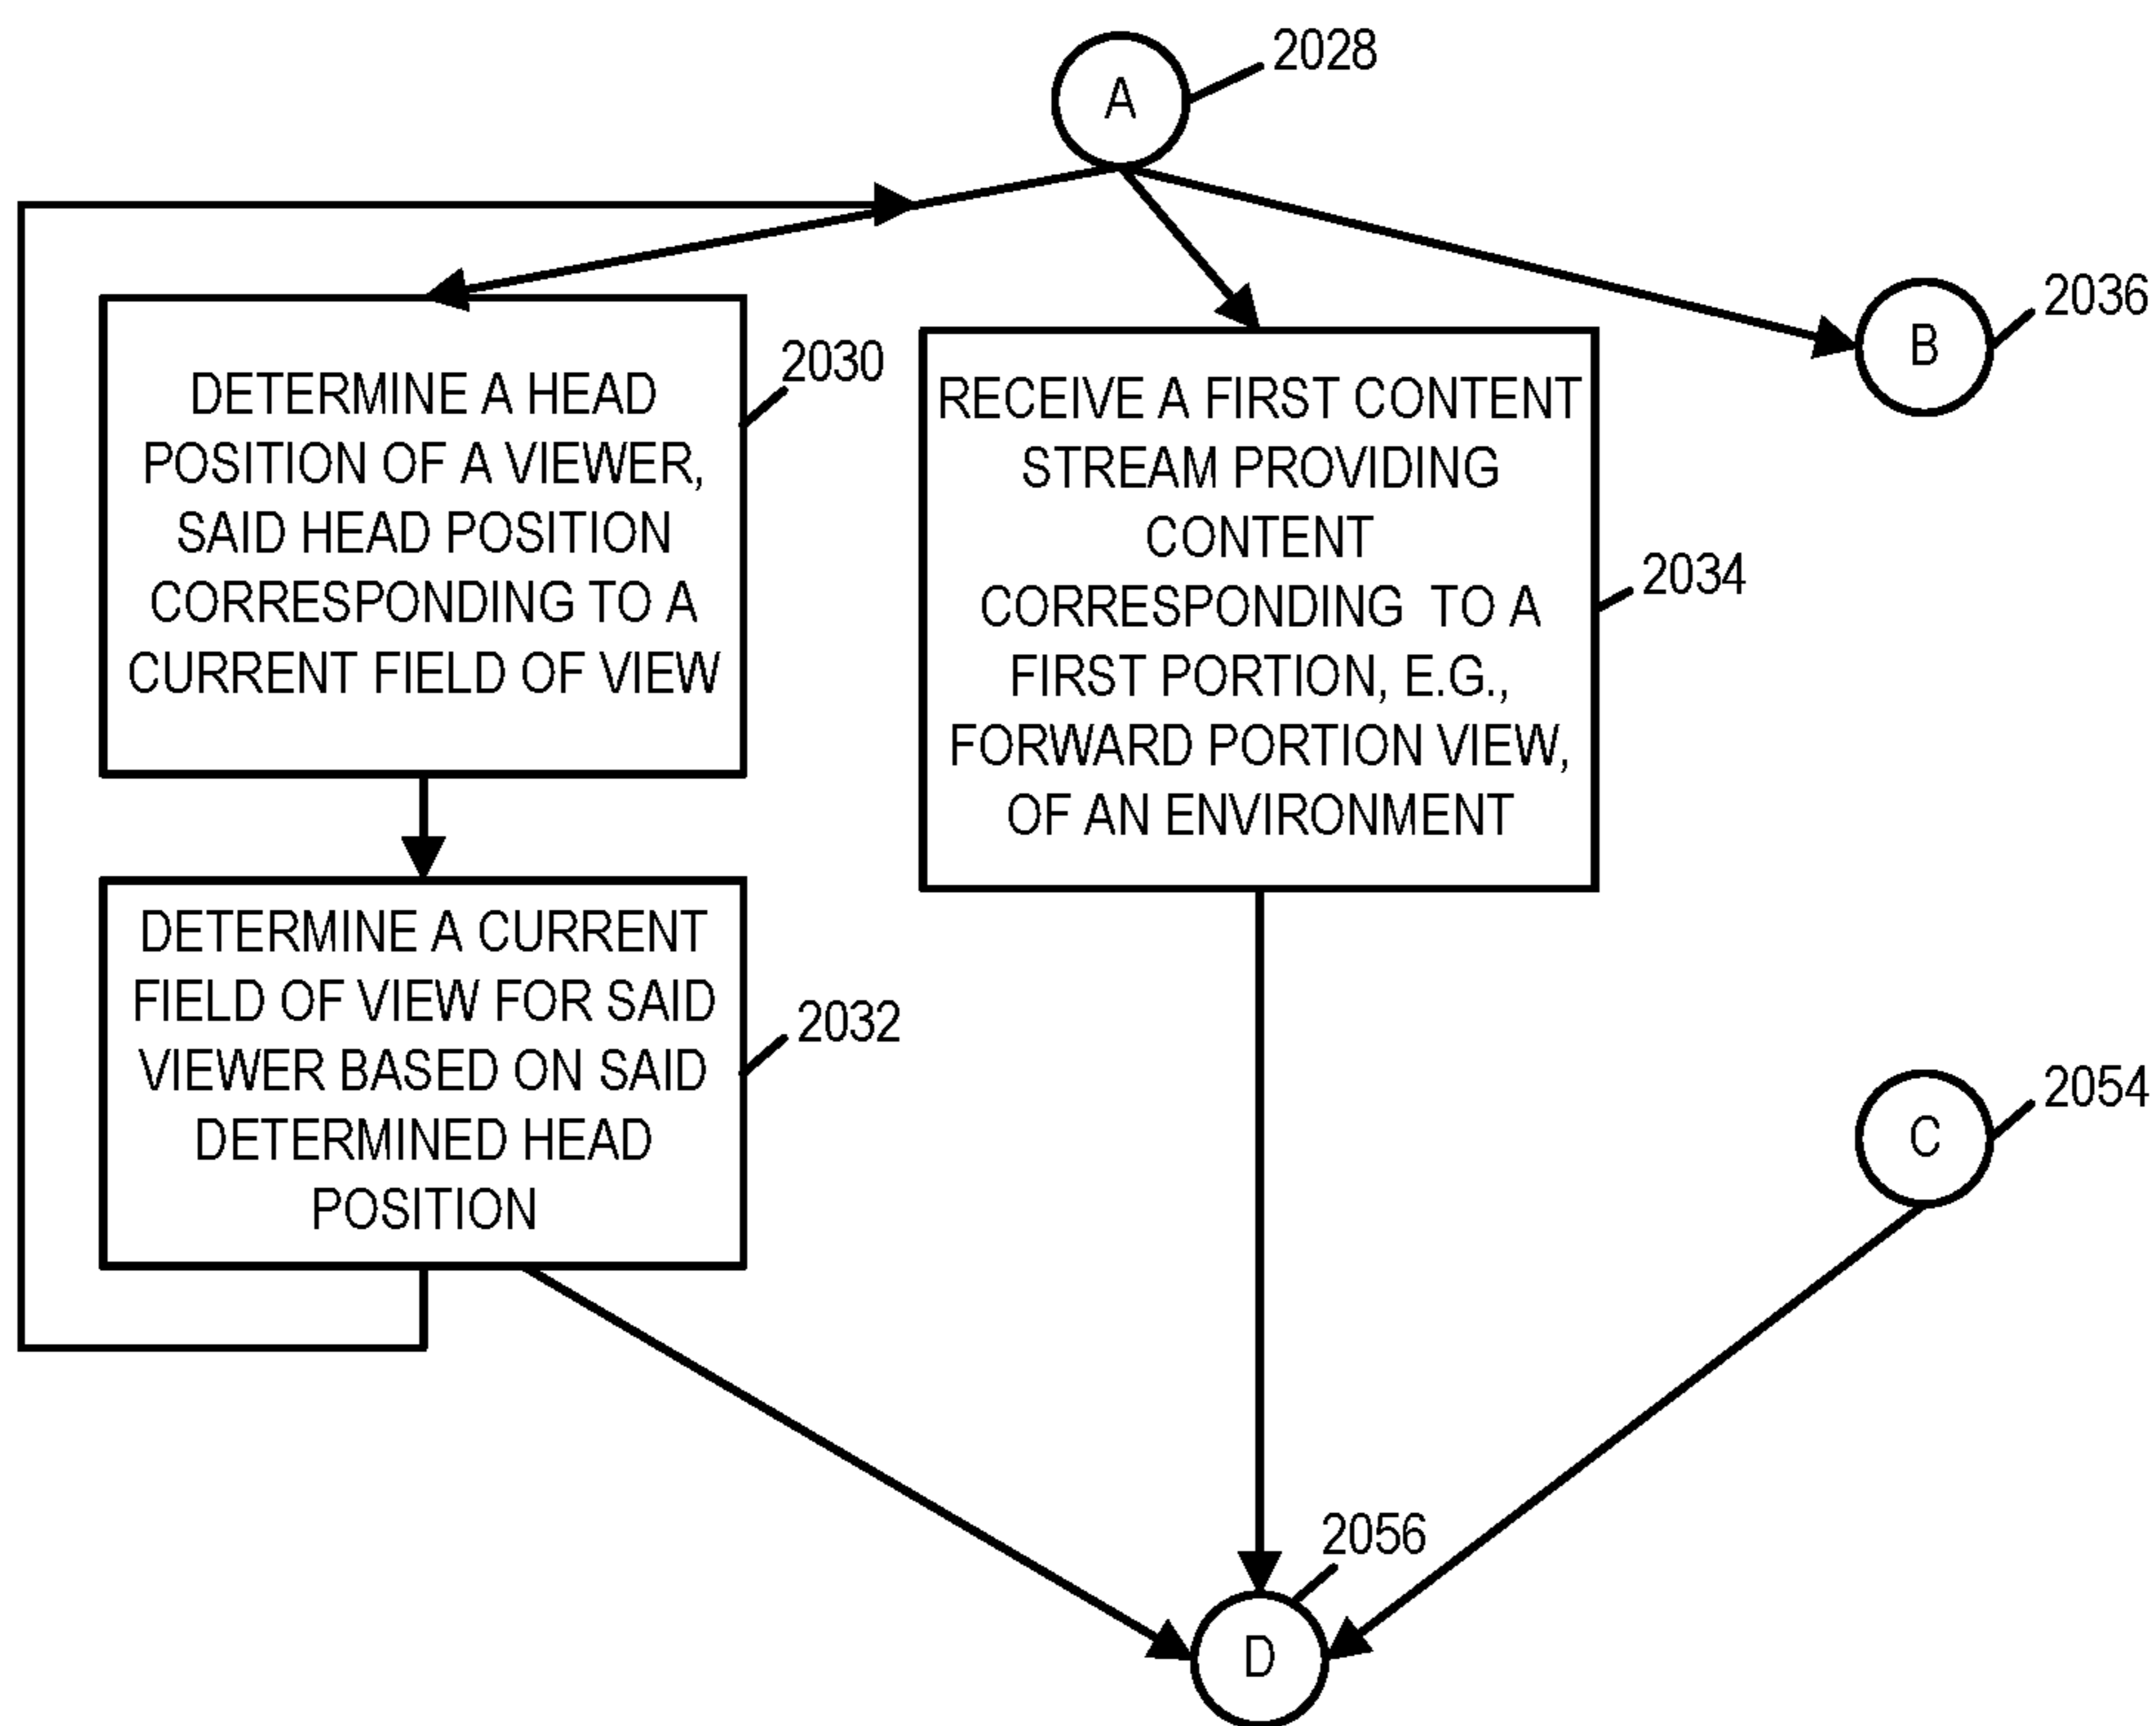 A
2028
B
2036
DETERMINE A HEAD
POSITION OF A VIEWER,
SAID HEAD POSITION
CORRESPONDING TO A
CURRENT FIELD OF VIEW
2030
RECEIVE A FIRST CONTENT
STREAM PROVIDING
CONTENT
CORRESPONDING TO A
FIRST PORTION, E.G.,
FORWARD PORTION VIEW,
OF AN ENVIRONMENT
2034
DETERMINE A CURRENT
FIELD OF VIEW FOR SAID
VIEWER BASED ON SAID
DETERMINED HEAD
POSITION
2032
C
2054
2056
D